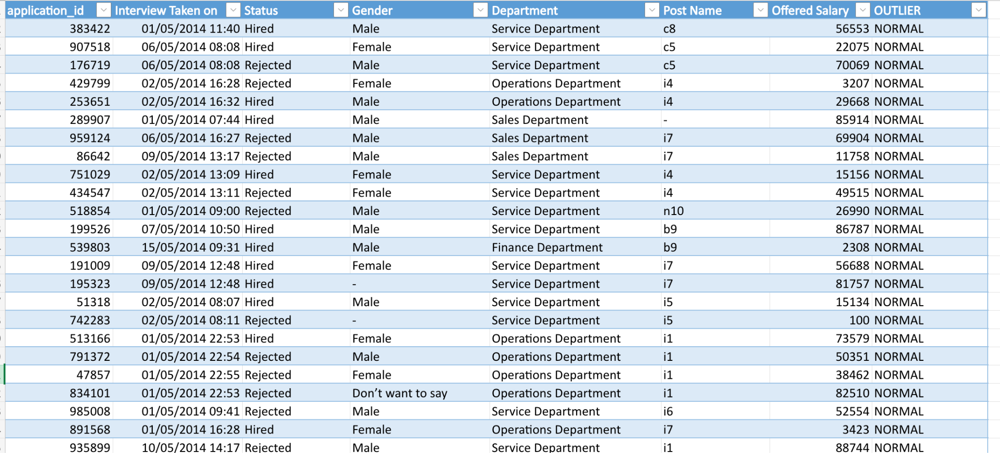 application_id Interview Taken on Status Gender Department Post Name Offered Salary OUTLIER
383422 01/05/2014 11:40 Hired Male Service Department c8 56553 NORMAL
907518 06/05/2014 08:08 Hired Female Service Department c5 22075 NORMAL
176719 06/05/2014 08:08 Rejected Male Service Department c5 70069 NORMAL
429799 02/05/2014 16:28 Rejected Female Operations Department i4 3207 NORMAL
253651 02/05/2014 16:32 Hired Male Operations Department i4 29668 NORMAL
289907 01/05/2014 07:44 Hired Male Sales Department - 85914 NORMAL
959124 06/05/2014 16:27 Rejected Male Sales Department i7 69904 NORMAL
86642 09/05/2014 13:17 Rejected Male Sales Department i7 11758 NORMAL
751029 02/05/2014 13:09 Hired Female Service Department i4 15156 NORMAL
434547 02/05/2014 13:11 Rejected Female Service Department i4 49515 NORMAL
518854 01/05/2014 09:00 Rejected Male Service Department n10 26990 NORMAL
199526 07/05/2014 10:50 Hired Male Service Department b9 86787 NORMAL
539803 15/05/2014 09:31 Hired Male Finance Department b9 2308 NORMAL
191009 09/05/2014 12:48 Hired Female Service Department i7 56688 NORMAL
195323 09/05/2014 12:48 Hired - Service Department i7 81757 NORMAL
51318 02/05/2014 08:07 Hired Male Service Department i5 15134 NORMAL
742283 02/05/2014 08:11 Rejected - Service Department i5 100 NORMAL
513166 01/05/2014 22:53 Hired Female Operations Department i1 73579 NORMAL
791372 01/05/2014 22:54 Rejected Male Operations Department i1 50351 NORMAL
47857 01/05/2014 22:55 Rejected Female Operations Department i1 38462 NORMAL
834101 01/05/2014 22:53 Rejected Don’t want to say Operations Department i1 82510 NORMAL
985008 01/05/2014 09:41 Rejected Male Service Department i6 52554 NORMAL
891568 01/05/2014 16:28 Hired Female Operations Department i7 3423 NORMAL
935899 10/05/2014 14:17 Rejected Male Service Department i1 88744 NORMAL